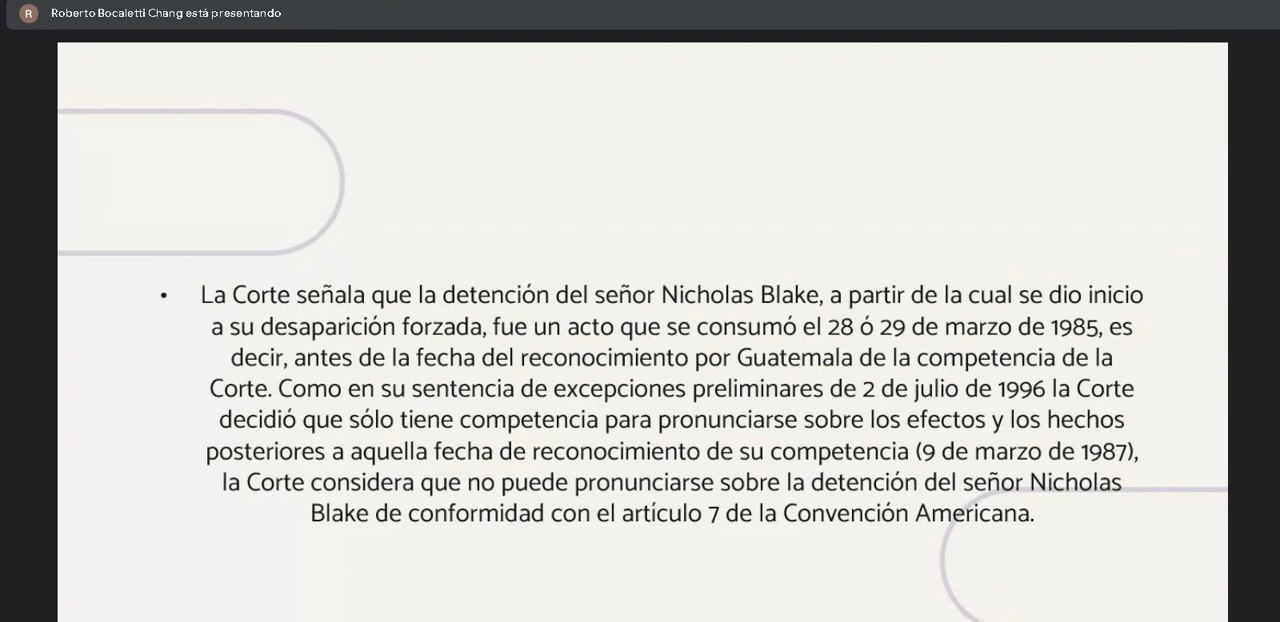 R Roberto Bocaletti Chang está presentando
• La Corte señala que la detención del señor Nicholas Blake, a partir de la cual se dio inicio
a su desaparición forzada, fue un acto que se consumó el 28 ó 29 de marzo de 1985, es
decir, antes de la fecha del reconocimiento por Guatemala de la competencia de la
Corte. Como en su sentencia de excepciones preliminares de 2 de julio de 1996 la Corte
decidió que sólo tiene competencia para pronunciarse sobre los efectos y los hechos
posteriores a aquella fecha de reconocimiento de su competencia (9 de marzo de 1987),
la Corte considera que no puede pronunciarse sobre la detención del señor Nicholas
Blake de conformidad con el artículo 7 de la Convención Americana.